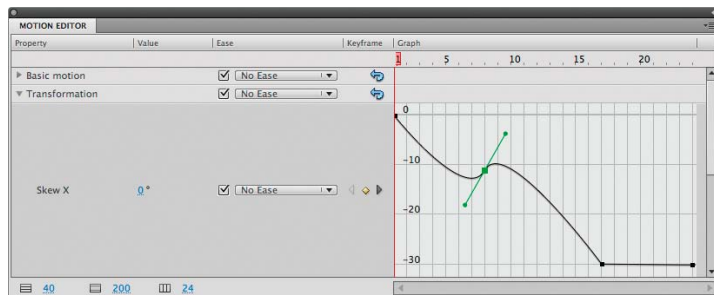 MOTION EDITOR
Property Value Ease Keyframe Graph
1 5 10 15 20
Basic motion No Ease
Transformation No Ease
0
-10
Skew X 0° No Ease
-20
-30
40 200 24